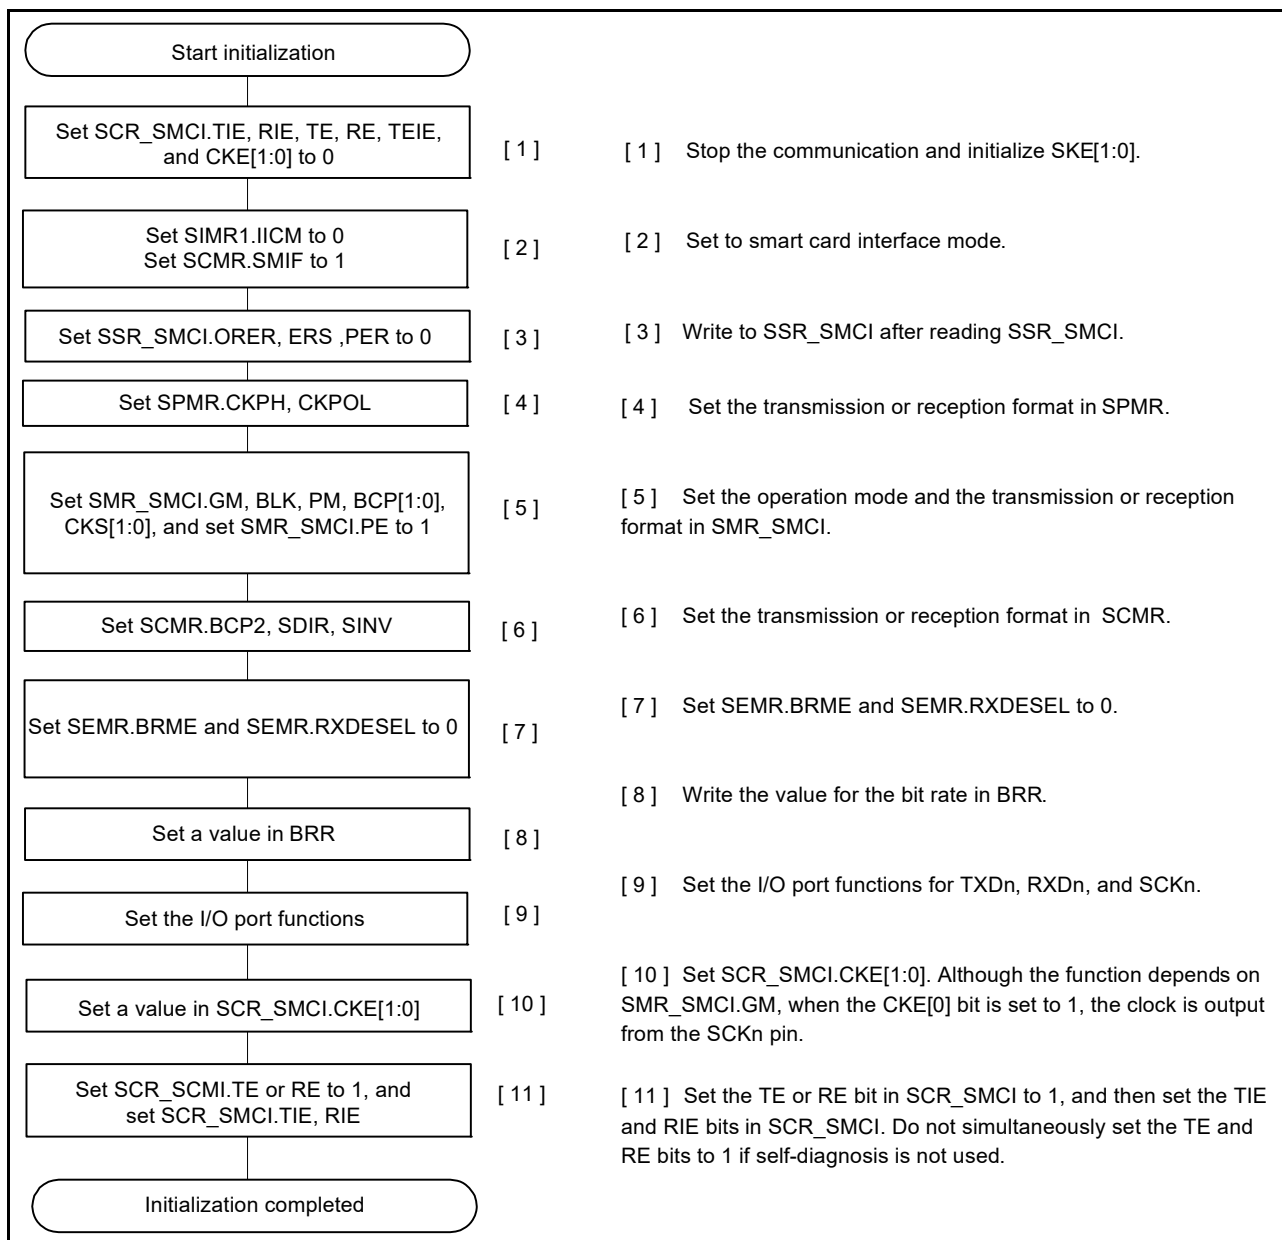 Start initialization
Set SCR_SMCI.TIE, RIE, TE, RE, TEIE,
and CKE[1:0] to 0
[ 1 ]
[ 1 ] Stop the communication and initialize SKE[1:0].
Set SIMR1.IICM to 0
Set SCMR.SMIF to 1
[ 2 ]
[ 2 ] Set to smart card interface mode.
Set SSR_SMCI.ORER, ERS ,PER to 0
[ 3 ]
[ 3 ] Write to SSR_SMCI after reading SSR_SMCI.
Set SPMR.CKPH, CKPOL
[ 4 ]
[ 4 ] Set the transmission or reception format in SPMR.
Set SMR_SMCI.GM, BLK, PM, BCP[1:0],
CKS[1:0], and set SMR_SMCI.PE to 1
[ 5 ]
[ 5 ] Set the operation mode and the transmission or reception
format in SMR_SMCI.
Set SCMR.BCP2, SDIR, SINV
[ 6 ]
[ 6 ] Set the transmission or reception format in SCMR.
Set SEMR.BRME and SEMR.RXDESEL to 0
[ 7 ]
[ 7 ] Set SEMR.BRME and SEMR.RXDESEL to 0.
Set a value in BRR
[ 8 ]
[ 8 ] Write the value for the bit rate in BRR.
Set the I/O port functions
[ 9 ]
[ 9 ] Set the I/O port functions for TXDn, RXDn, and SCKn.
Set a value in SCR_SMCI.CKE[1:0]
[ 10 ]
[ 10 ] Set SCR_SMCI.CKE[1:0]. Although the function depends on
SMR_SMCI.GM, when the CKE[0] bit is set to 1, the clock is output
from the SCKn pin.
Set SCR_SCMI.TE or RE to 1, and
set SCR_SMCI.TIE, RIE
[ 11 ]
[ 11 ] Set the TE or RE bit in SCR_SMCI to 1, and then set the TIE
and RIE bits in SCR_SMCI. Do not simultaneously set the TE and
RE bits to 1 if self-diagnosis is not used.
Initialization completed